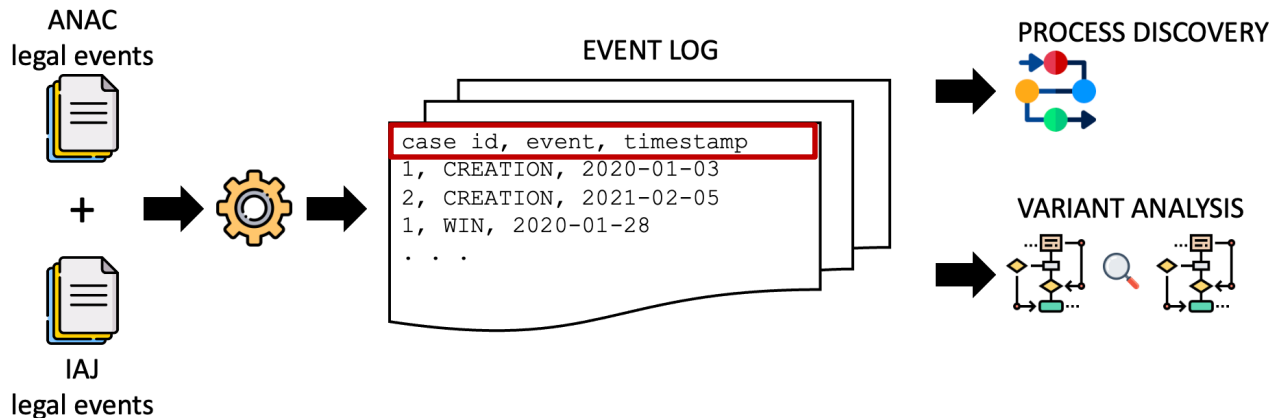 ANAC
legal events
+
IAJ
legal events
EVENT LOG
case id, event, timestamp
1, CREATION, 2020-01-03
2, CREATION, 2021-02-05
1, WIN, 2020-01-28
. . .
PROCESS DISCOVERY
VARIANT ANALYSIS
...
...
...
...